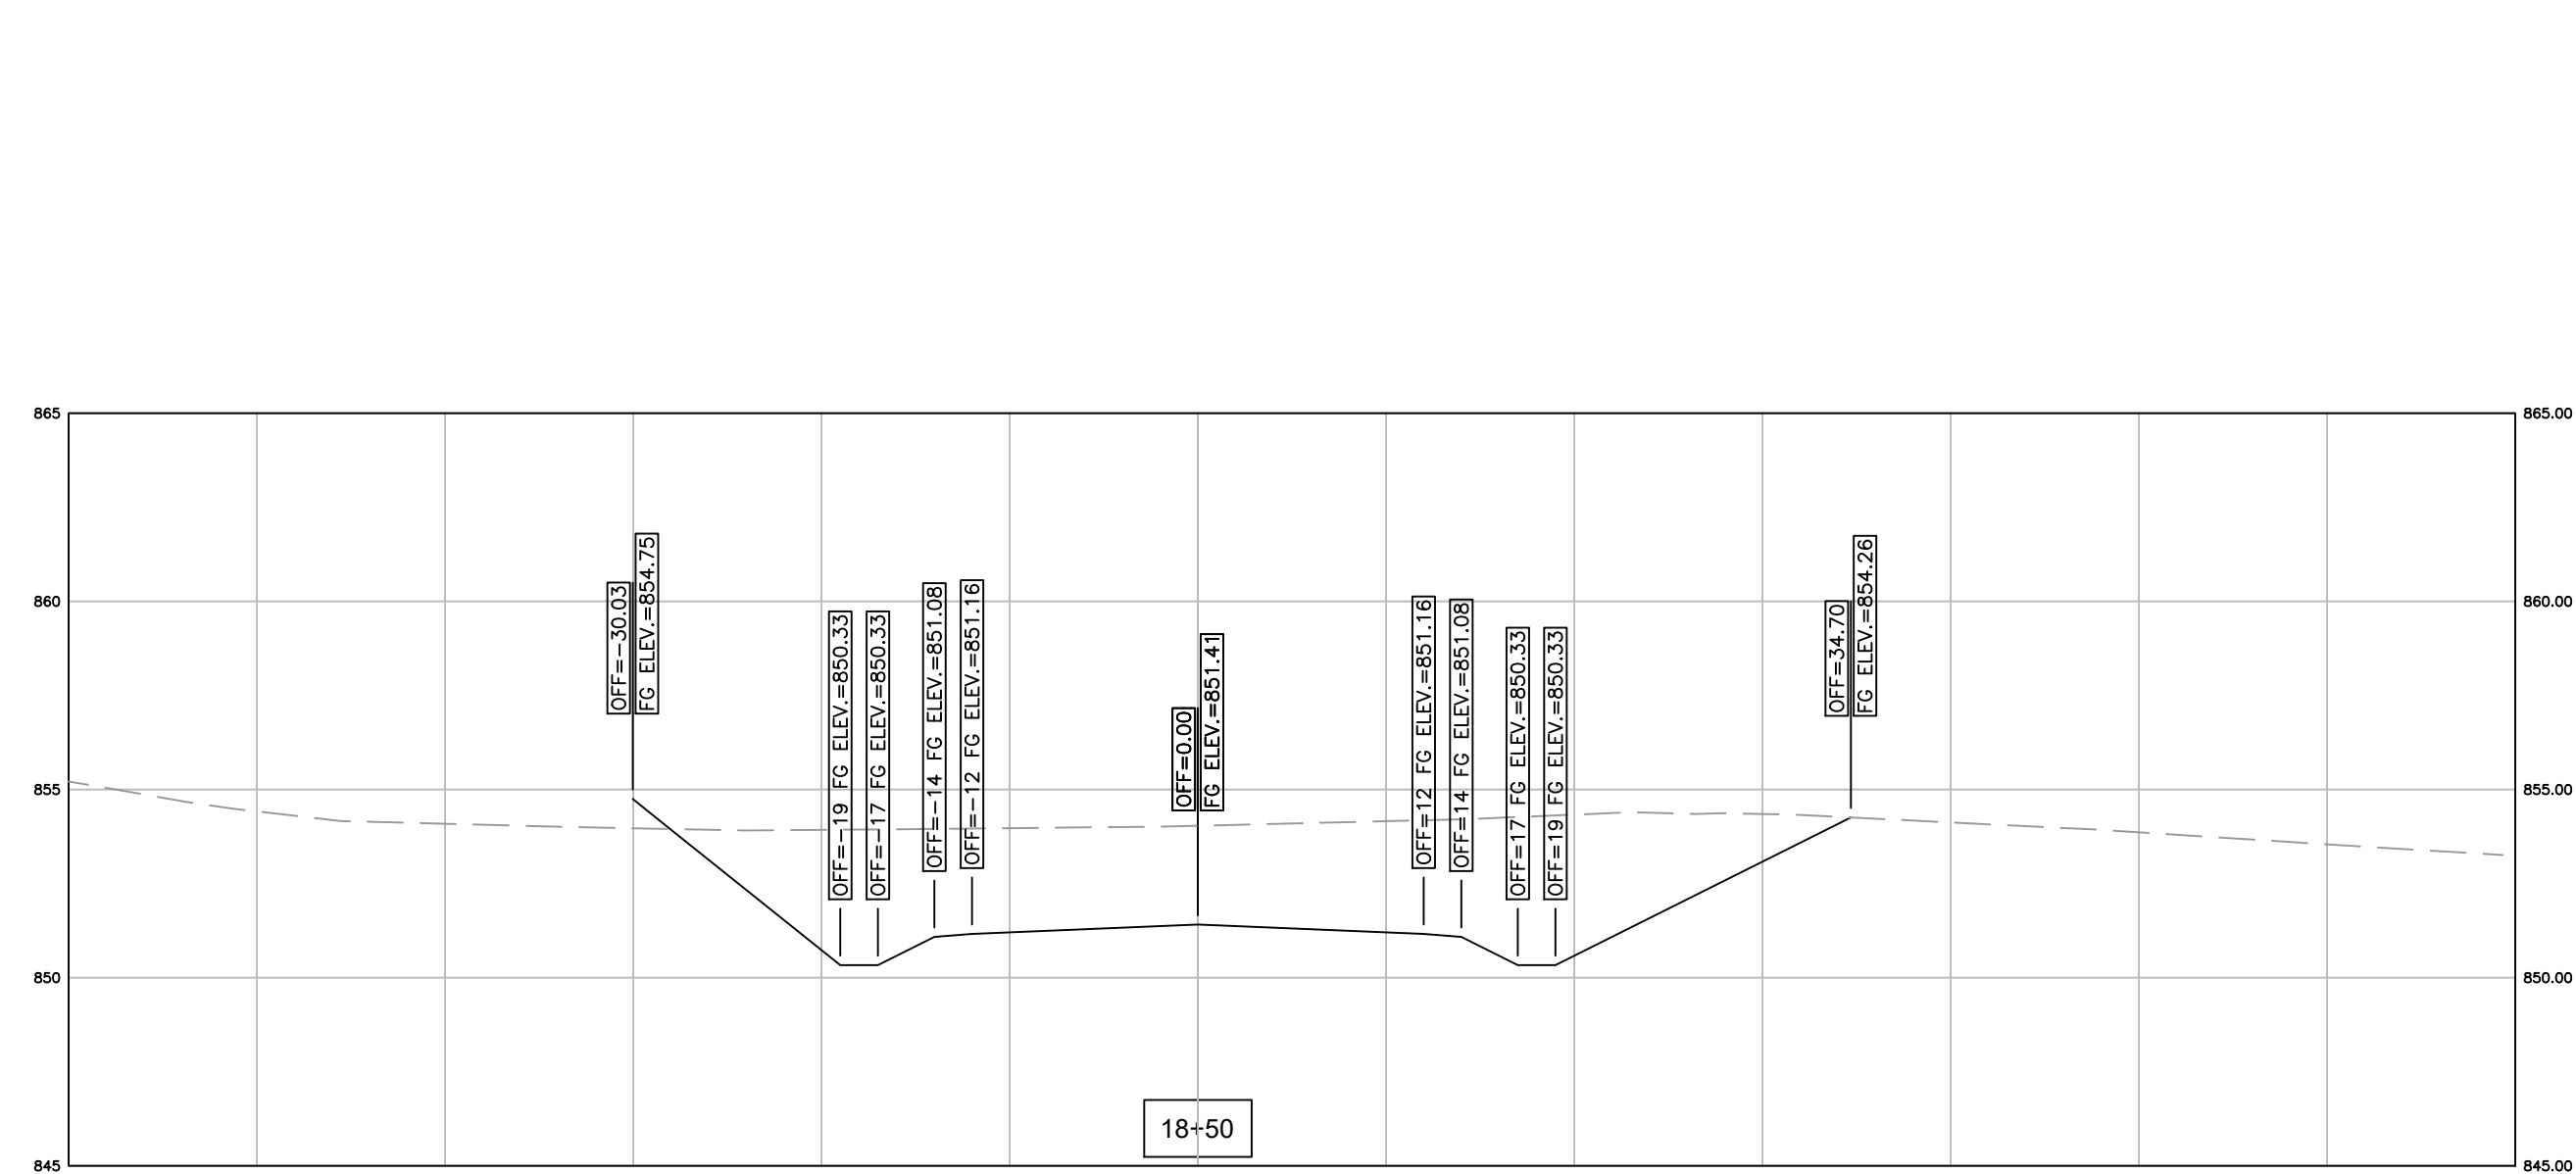 865
865.00
OFF=-30.03
FG ELEV.=854.75
OFF=-19 FG ELEV.=850.33
OFF=-17 FG ELEV.=850.33
OFF=-14 FG ELEV.=851.08
OFF=-12 FG ELEV.=851.16
OFF=0.00
FG ELEV.=851.41
OFF=12 FG ELEV.=851.16
OFF=14 FG ELEV.=851.08
OFF=17 FG ELEV.=850.33
OFF=19 FG ELEV.=850.33
OFF=34.70
FG ELEV.=854.26
860
860.00
855
855.00
850
850.00
18+50
845
845.00